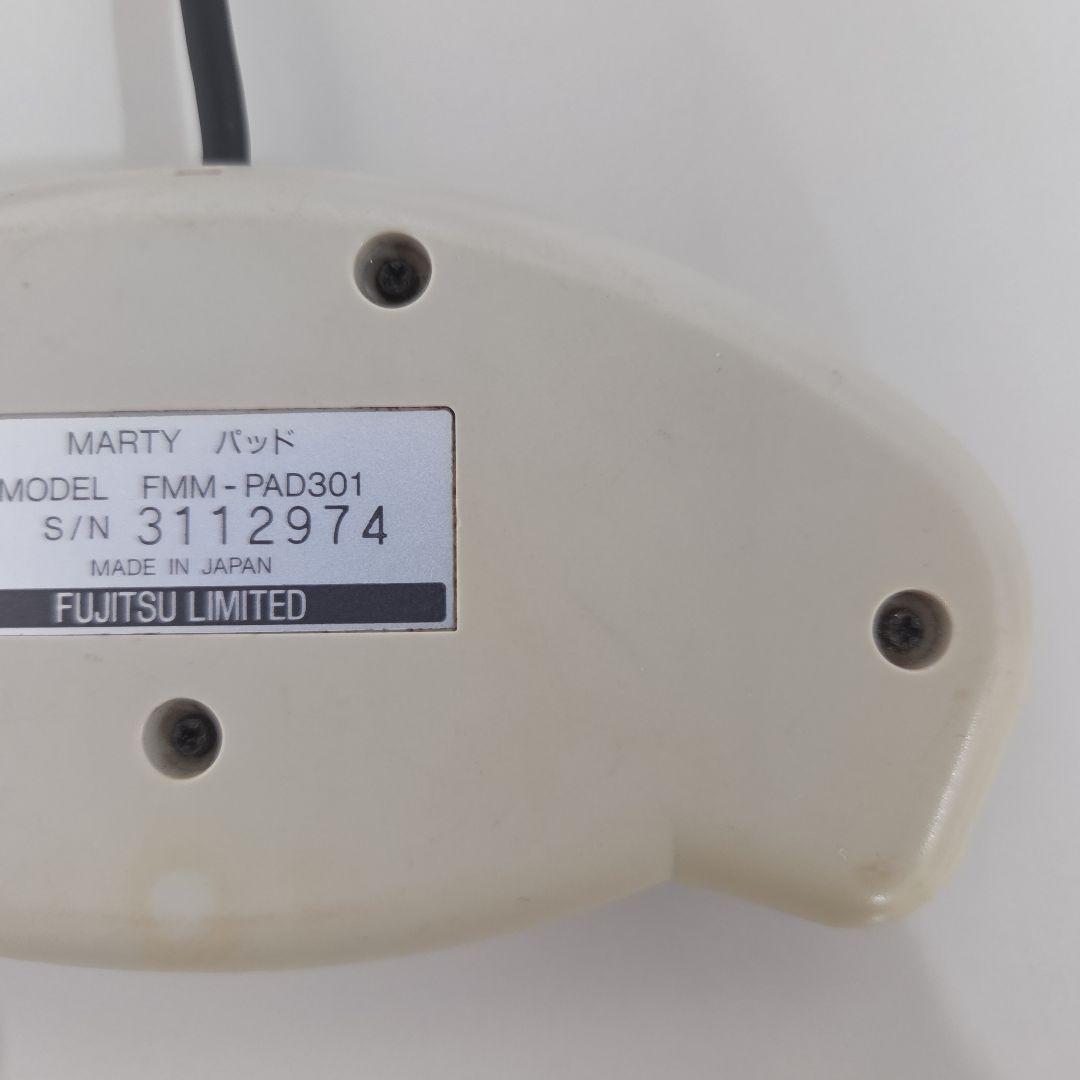 MARTY パッド
MODEL FMM-PAD301
S/N 3112974
MADE IN JAPAN
FUJITSU LIMITED